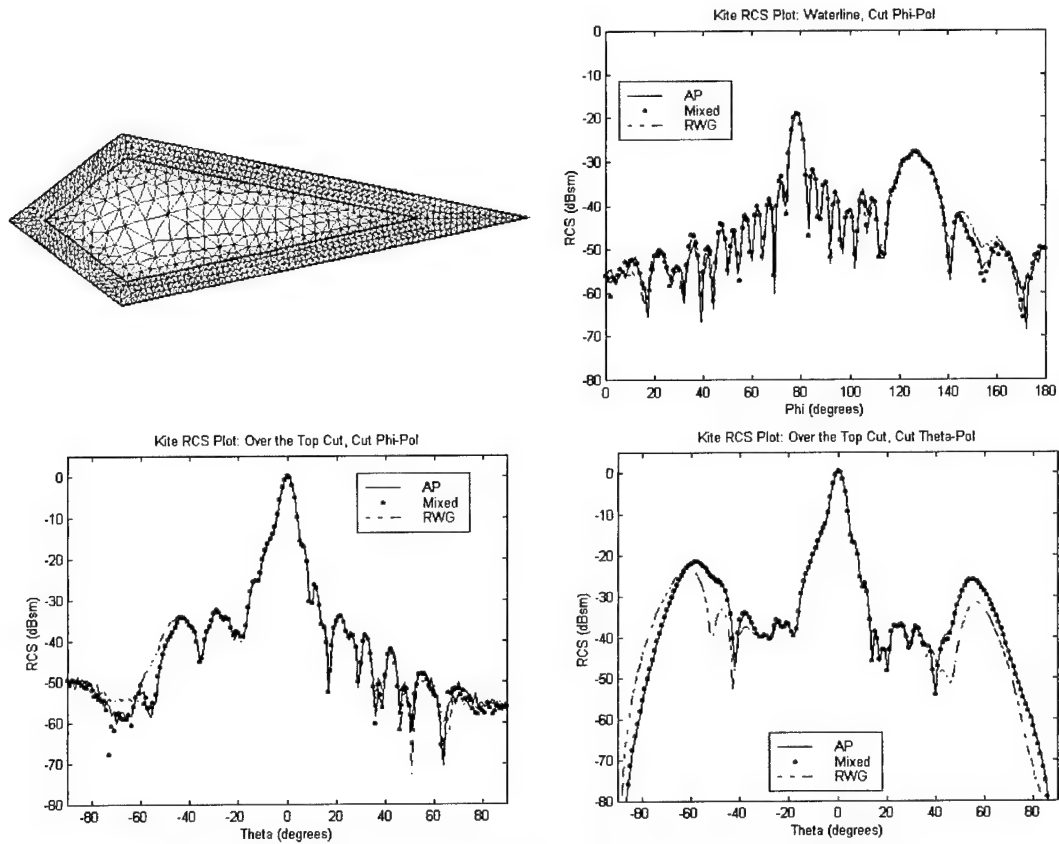 Kite RCS Plot: Waterline, Cut Phi-Pol
0
-10
-20
-30
-40
-50
-60
-70
-80
RCS (dBsm)
AP
Mixed
RWG
0 20 40 60 80 100 120 140 160 180
Phi (degrees)
Kite RCS Plot: Over the Top Cut, Cut Phi-Pol
0
-10
-20
-30
-40
-50
-60
-70
-80
RCS (dBsm)
AP
Mixed
RWG
-80 -60 -40 -20 0 20 40 60 80
Theta (degrees)
Kite RCS Plot: Over the Top Cut, Cut Theta-Pol
0
-10
-20
-30
-40
-50
-60
-70
-80
RCS (dBsm)
AP
Mixed
RWG
-80 -60 -40 -20 0 20 40 60 80
Theta (degrees)